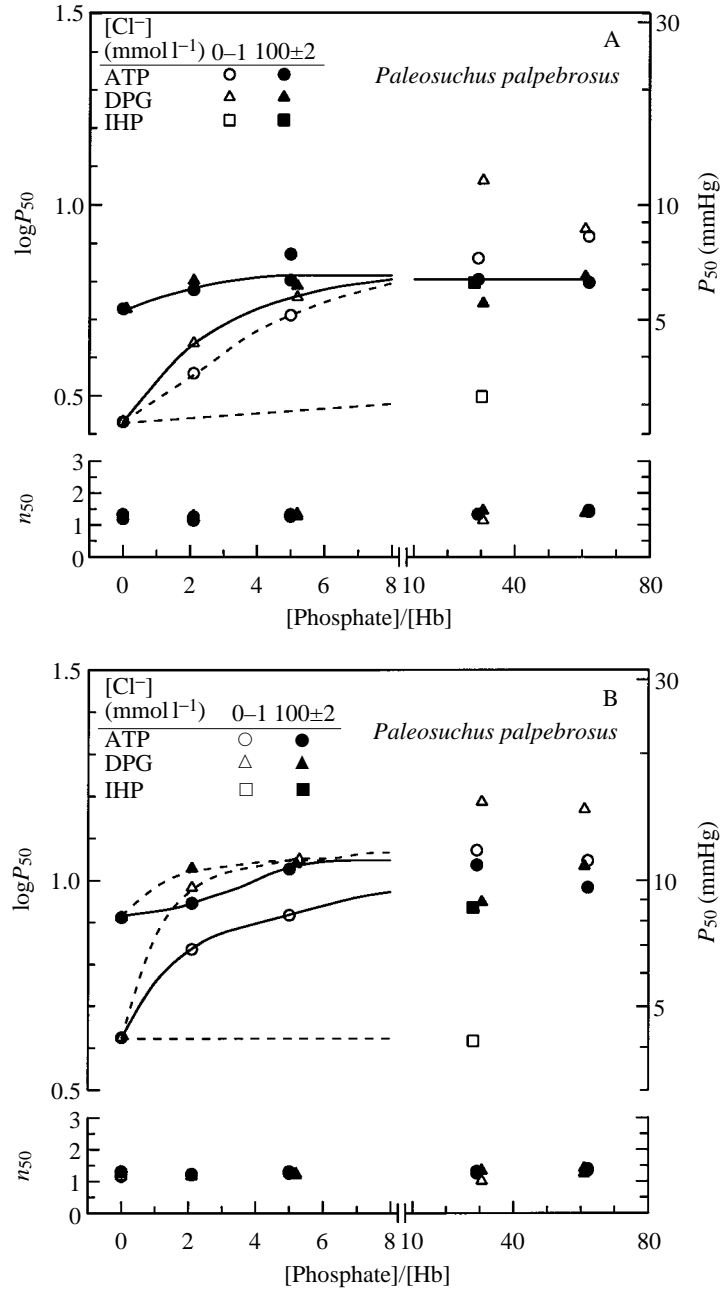 1.5
[Cl⁻]
(mmol l⁻¹) 0–1 100±2
ATP
DPG
IHP
A
Paleosuchus palpebrosus
30
logP₅₀
1.0
0.5
10
5
P₅₀ (mmHg)
n₅₀
3
2
1
0
0 2 4 6 8 10 40 80
[Phosphate]/[Hb]
1.5
[Cl⁻]
(mmol l⁻¹) 0–1 100±2
ATP
DPG
IHP
B
Paleosuchus palpebrosus
30
logP₅₀
1.0
0.5
10
5
P₅₀ (mmHg)
n₅₀
3
2
1
0
0 2 4 6 8 10 40 80
[Phosphate]/[Hb]